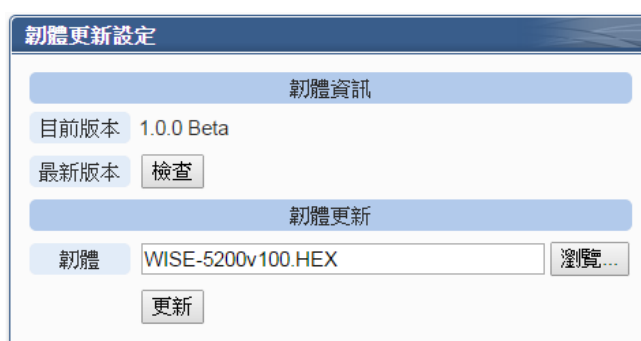 韌體更新設定
韌體資訊
目前版本 1.0.0 Beta
最新版本 檢查
韌體更新
韌體 WISE-5200v100.HEX 瀏覽...
更新